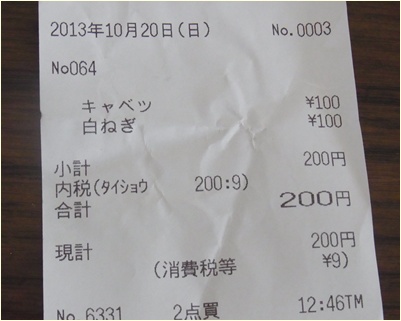 2013年10月20日(日) No.0003
No064
キャベツ ¥100
白ねぎ ¥100
小計 200円
内税(ﾀｲｼｮｳ 200:9)
合計 200円
現計 200円
(消費税等 ¥9)
No 6331 2点買 12:46TM